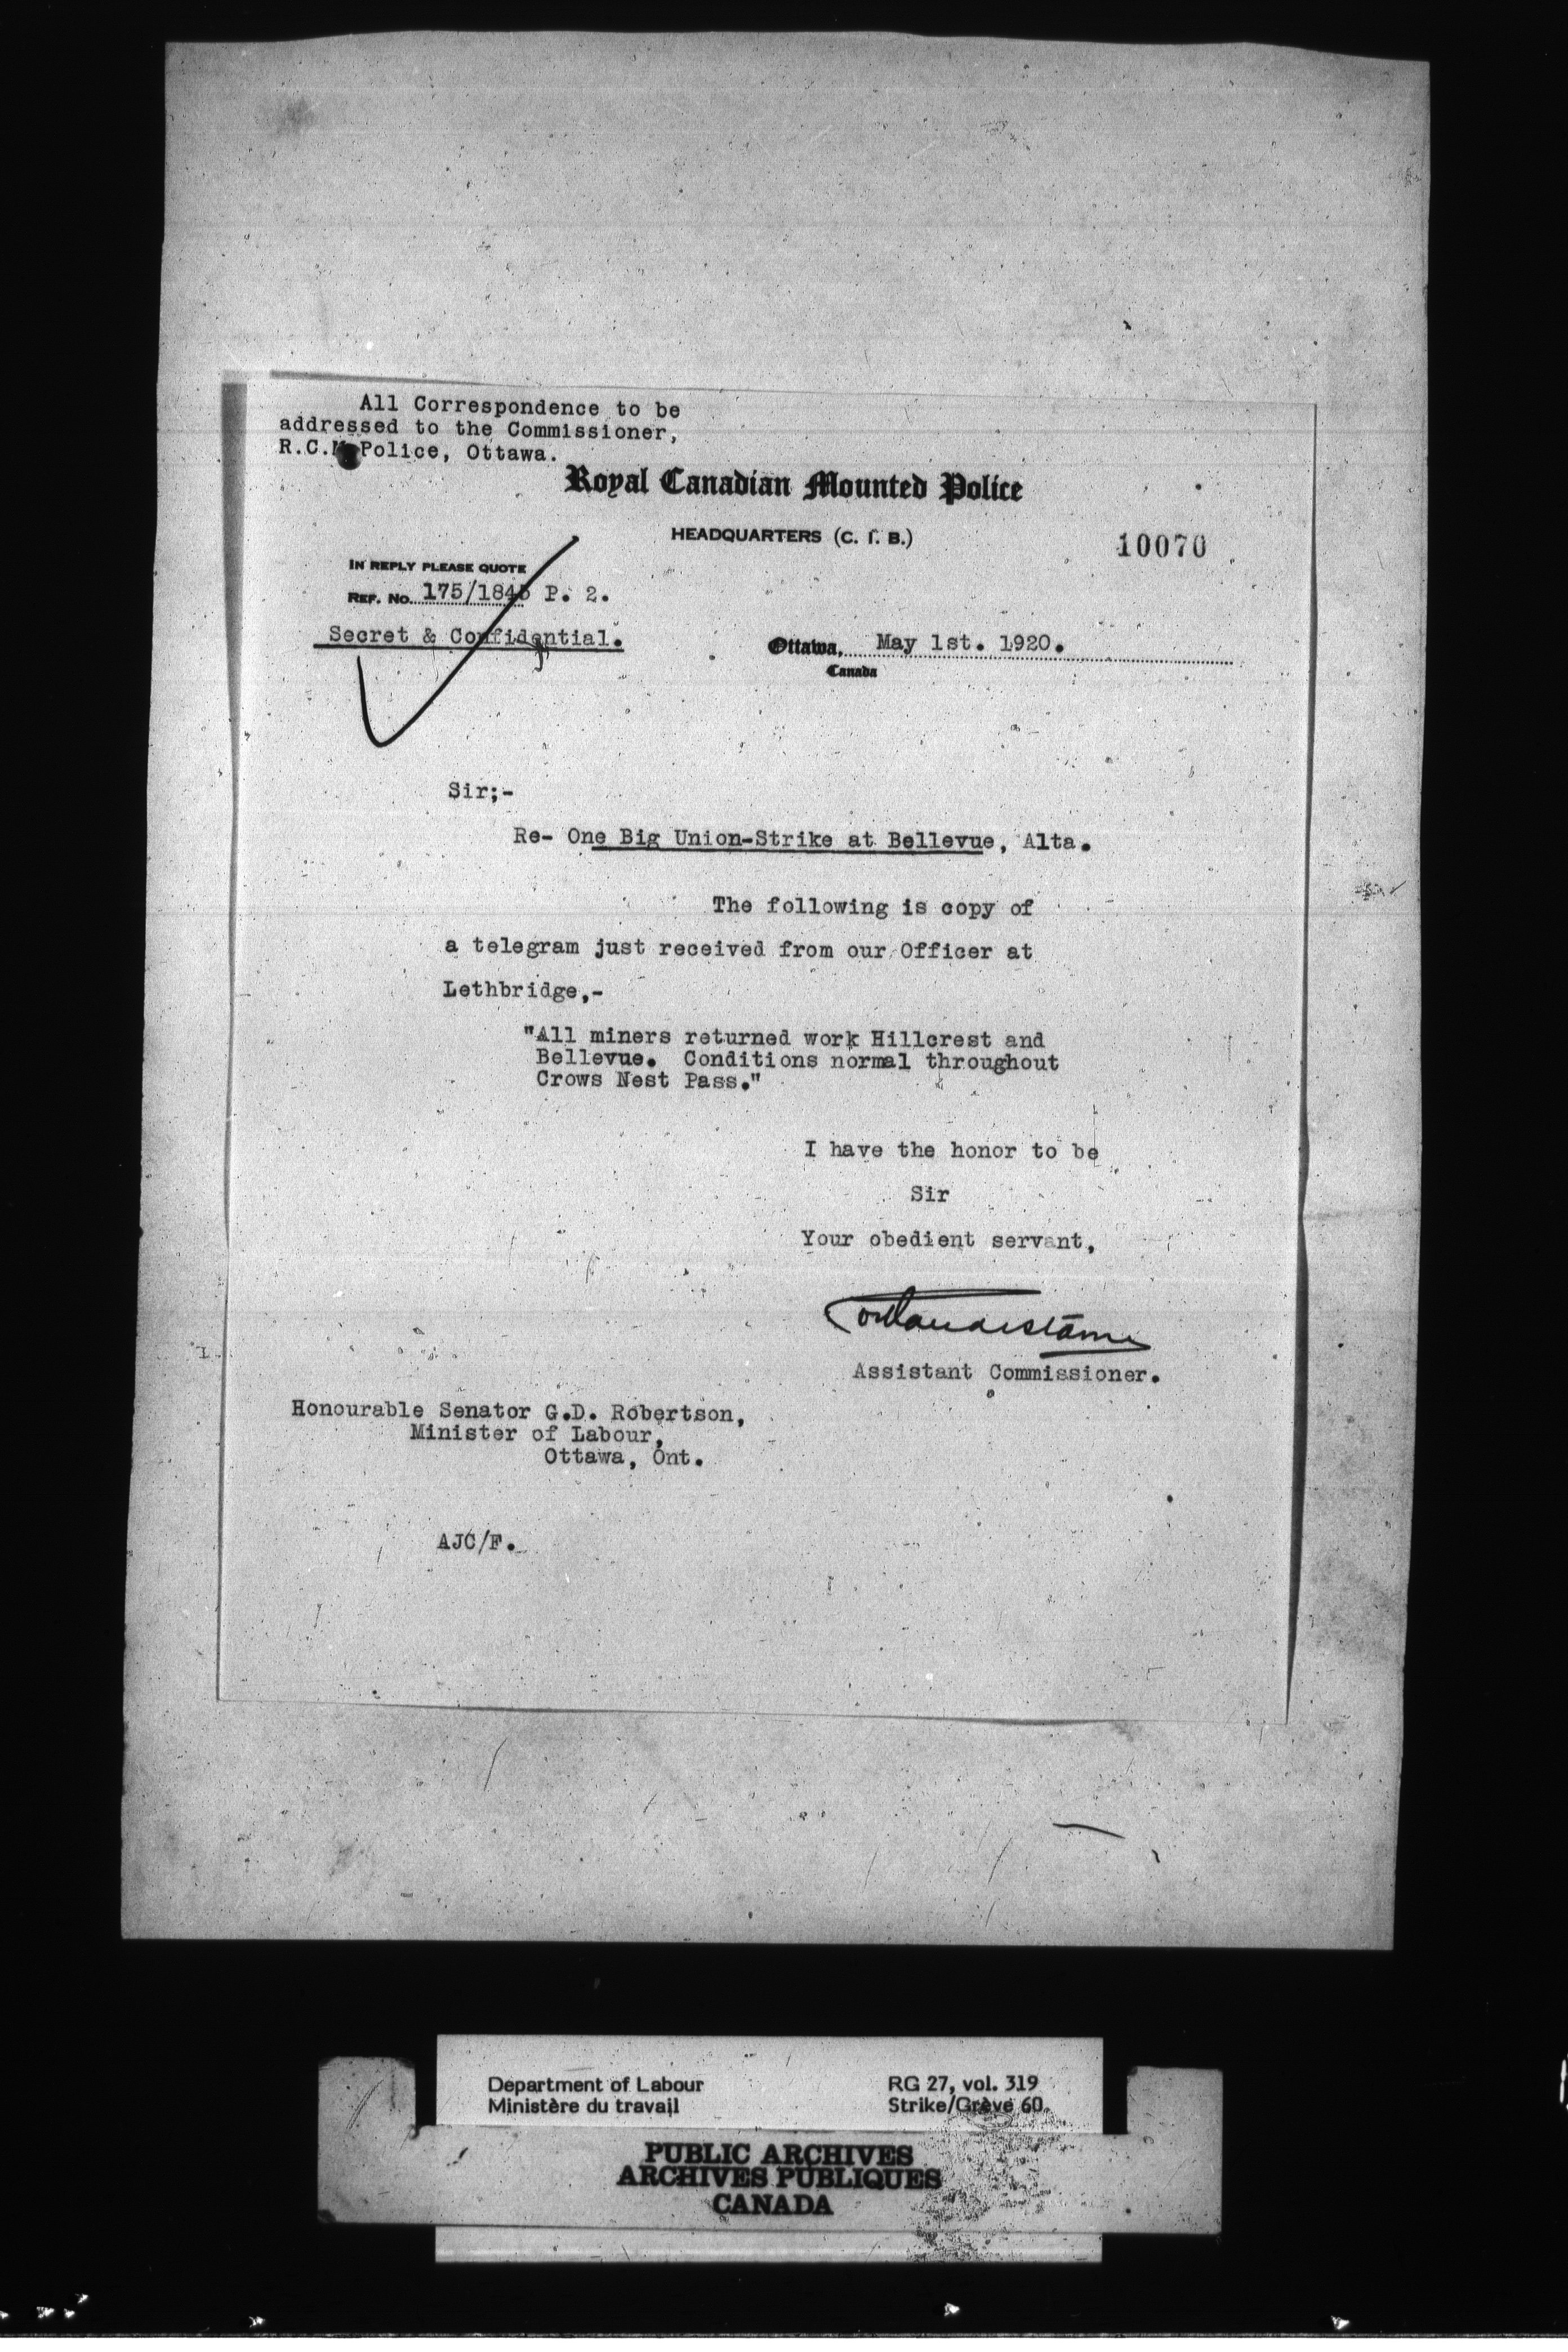 All Correspondence to be
addressed to the Commissioner,
R.C.M. Police, Ottawa.
Royal Canadian Mounted Police
HEADQUARTERS (C. I. B.)
10070
IN REPLY PLEASE QUOTE
REF. No. 175/1845 P. 2.
Secret & Confidential.
Ottawa, May 1st. 1920.
Canada
Sir;-
Re- One Big Union-Strike at Bellevue, Alta.
The following is copy of
a telegram just received from our Officer at
Lethbridge,-
"All miners returned work Hillcrest and
Bellevue. Conditions normal throughout
Crows Nest Pass."
I have the honor to be
Sir
Your obedient servant,
Assistant Commissioner.
Honourable Senator G.D. Robertson,
Minister of Labour,
Ottawa, Ont.
AJC/F.
Department of Labour
Ministère du travail
RG 27, vol. 319
Strike/Grève 60
PUBLIC ARCHIVES
ARCHIVES PUBLIQUES
CANADA